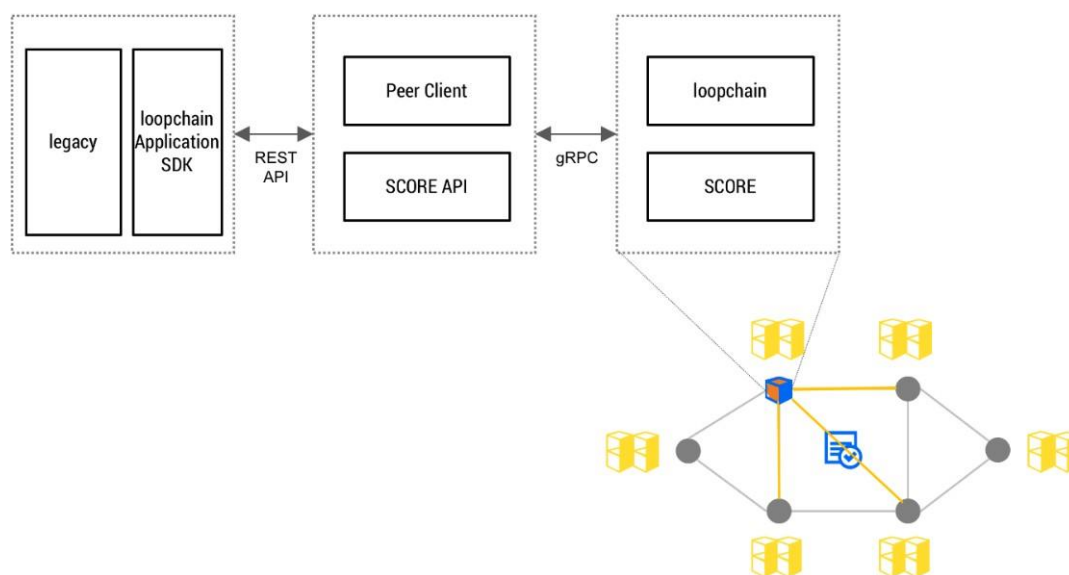 legacy
loopchain
Application
SDK
REST
API
Peer Client
SCORE API
gRPC
loopchain
SCORE